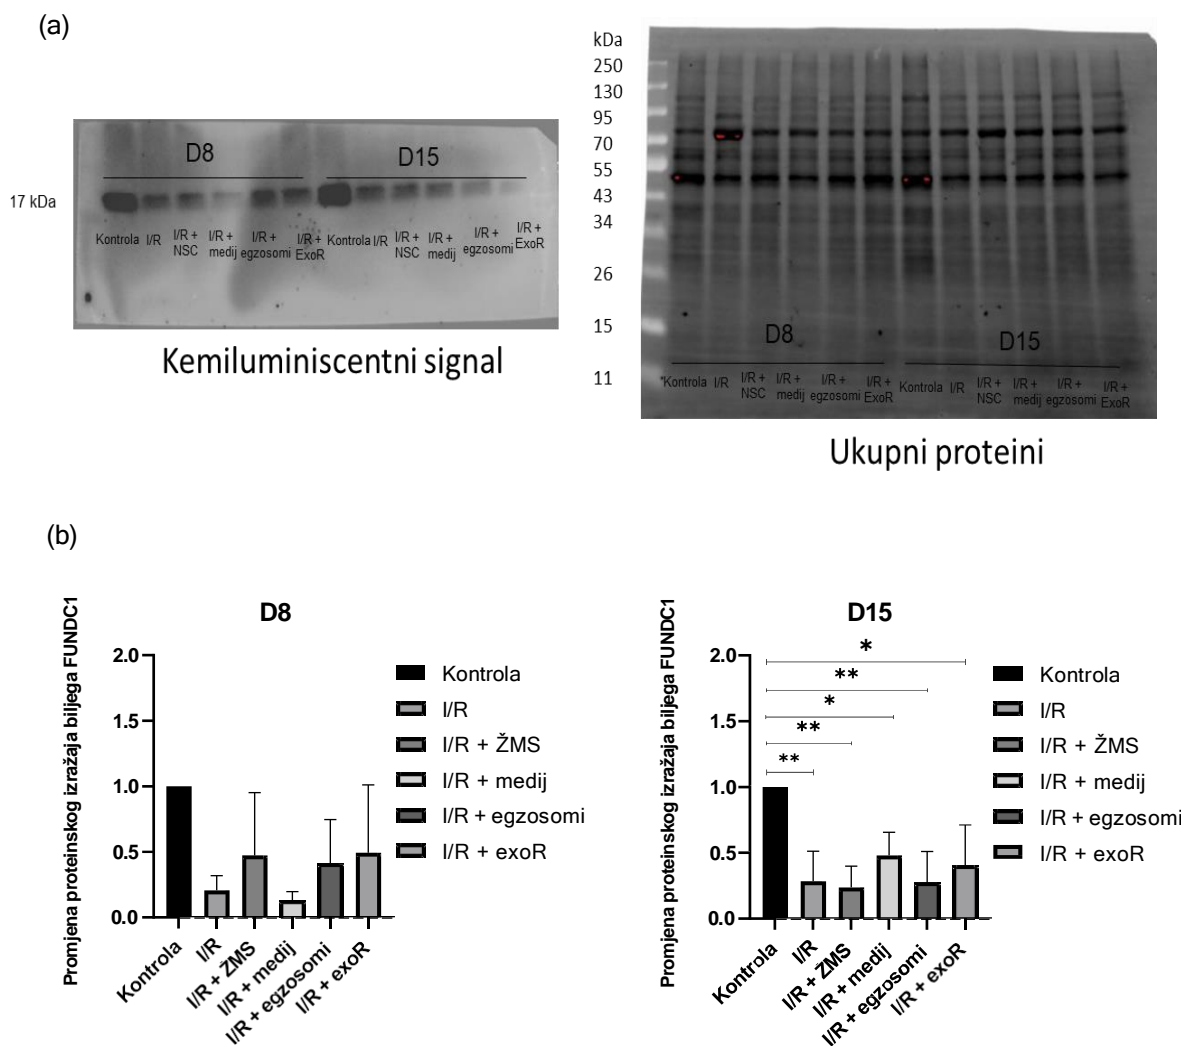 (a)
D8
D15
17 kDa
Kontrola
I/R
I/R +
NSC
I/R +
medij
I/R +
egzosomi
I/R +
ExoR
Kontrola
I/R
I/R +
NSC
I/R +
medij
I/R +
egzosomi
I/R +
ExoR
Kemiluminiscentni signal
kDa
250
130
95
70
55
43
34
26
15
11
D8
D15
Kontrola
I/R
I/R +
NSC
I/R +
medij
I/R +
egzosomi
I/R +
ExoR
Kontrola
I/R
I/R +
NSC
I/R +
medij
I/R +
egzosomi
I/R +
ExoR
Ukupni proteini
(b)
D8
Promjena proteinskog izražaja biljega FUNDC1
2.0
1.5
1.0
0.5
0.0
Kontrola
I/R
I/R + ŽMS
I/R + medij
I/R + egzosomi
I/R + exoR
Kontrola
I/R
I/R + ŽMS
I/R + medij
I/R + egzosomi
I/R + exoR
D15
Promjena proteinskog izražaja biljega FUNDC1
2.0
1.5
1.0
0.5
0.0
*
**
*
**
**
Kontrola
I/R
I/R + ŽMS
I/R + medij
I/R + egzosomi
I/R + exoR
Kontrola
I/R
I/R + ŽMS
I/R + medij
I/R + egzosomi
I/R + exoR